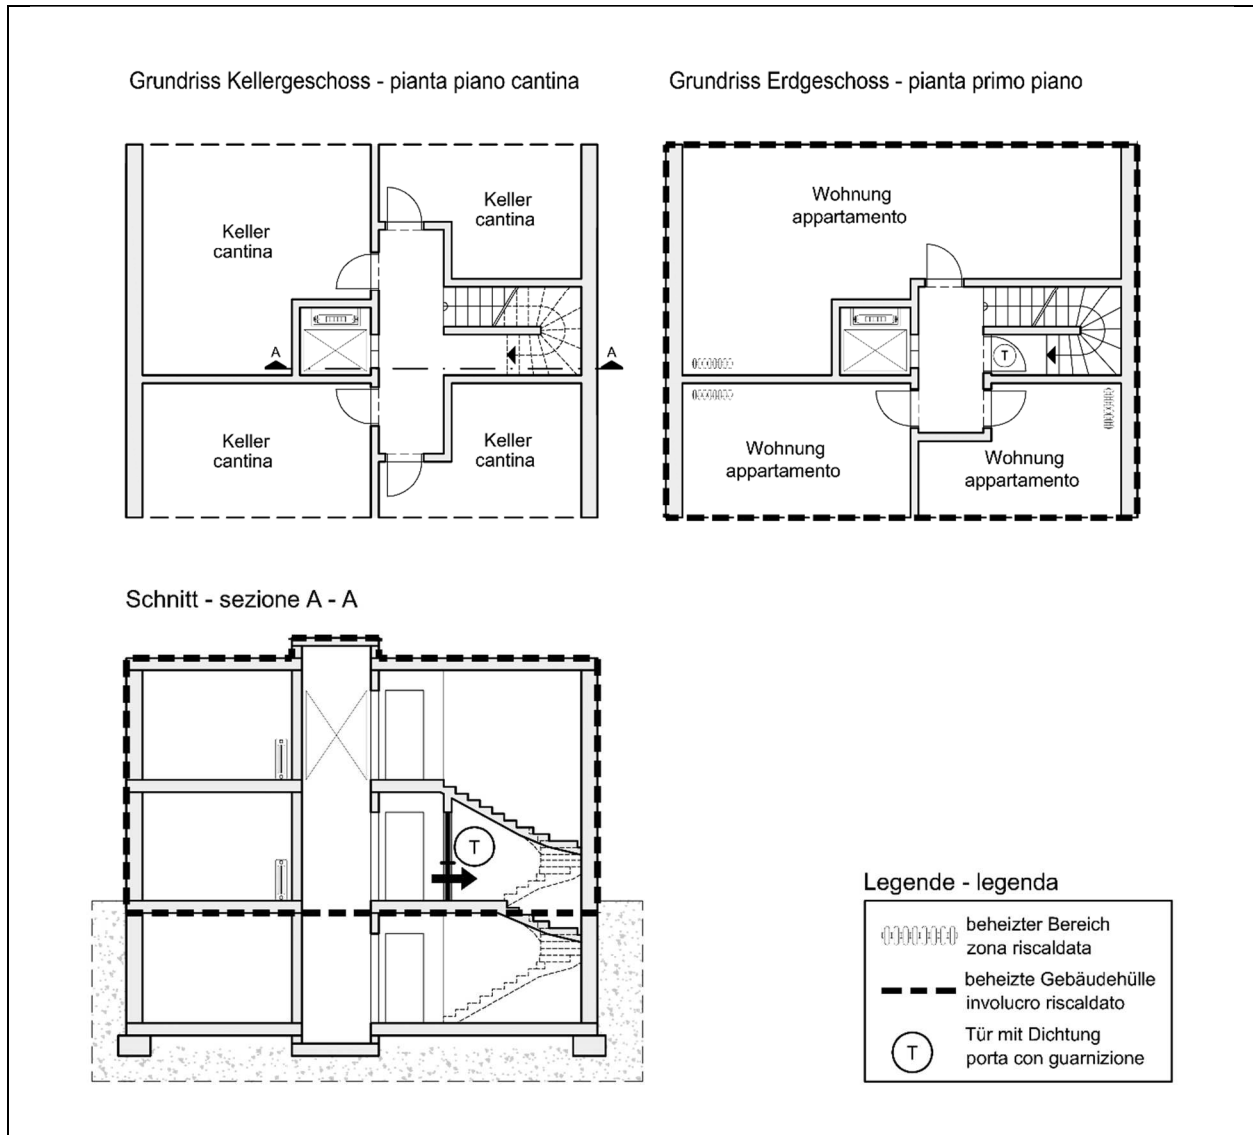 Grundriss Kellergeschoss - pianta piano cantina
Grundriss Erdgeschoss - pianta primo piano
Keller
cantina
Keller
cantina
A
A
Keller
cantina
Keller
cantina
Wohnung
appartamento
T
Wohnung
appartamento
Wohnung
appartamento
Schnitt - sezione A - A
T
Legende - legenda
beheizter Bereich
zona riscaldata
beheizte Gebäudehülle
involucro riscaldato
T
Tür mit Dichtung
porta con guarnizione